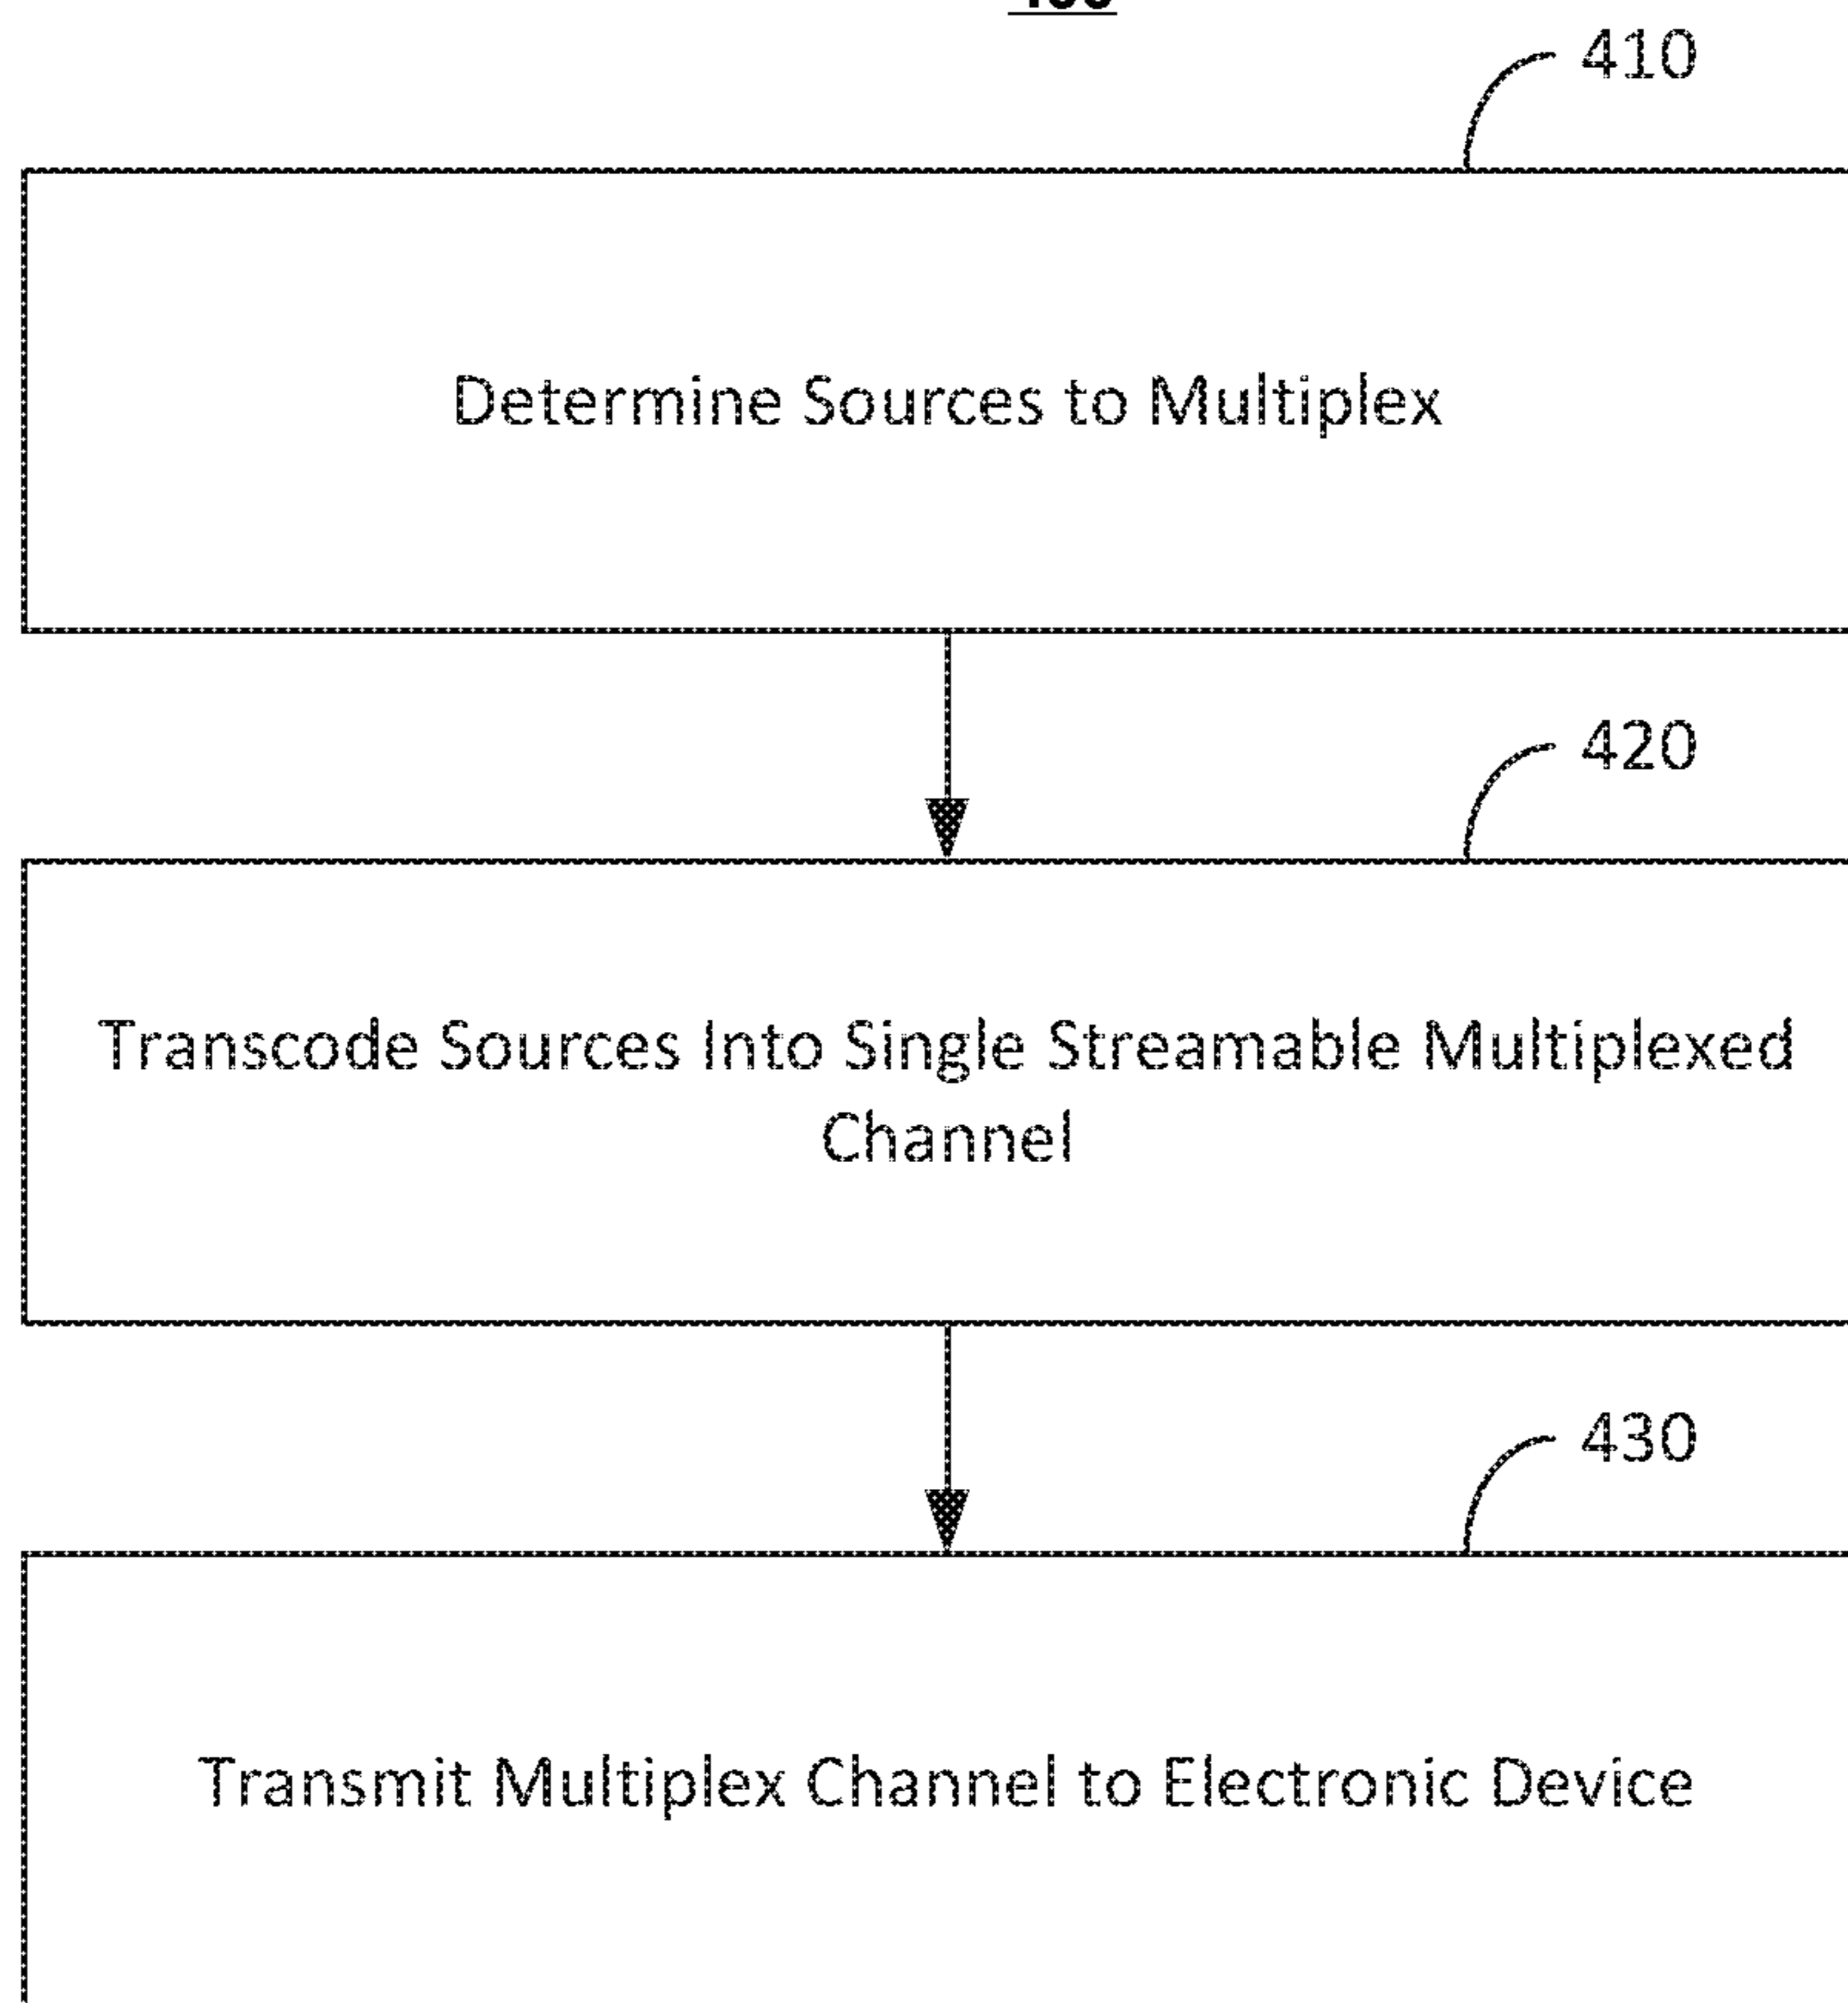 410
Determine Sources to Multiplex
420
Transcode Sources Into Single Streamable Multiplexed
Channel
430
Transmit Multiplex Channel to Electronic Device